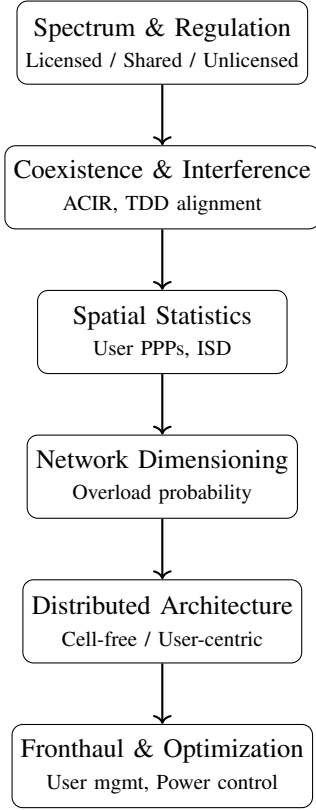 Spectrum & Regulation
Licensed / Shared / Unlicensed
Coexistence & Interference
ACIR, TDD alignment
Spatial Statistics
User PPPs, ISD
Network Dimensioning
Overload probability
Distributed Architecture
Cell-free / User-centric
Fronthaul & Optimization
User mgmt, Power control